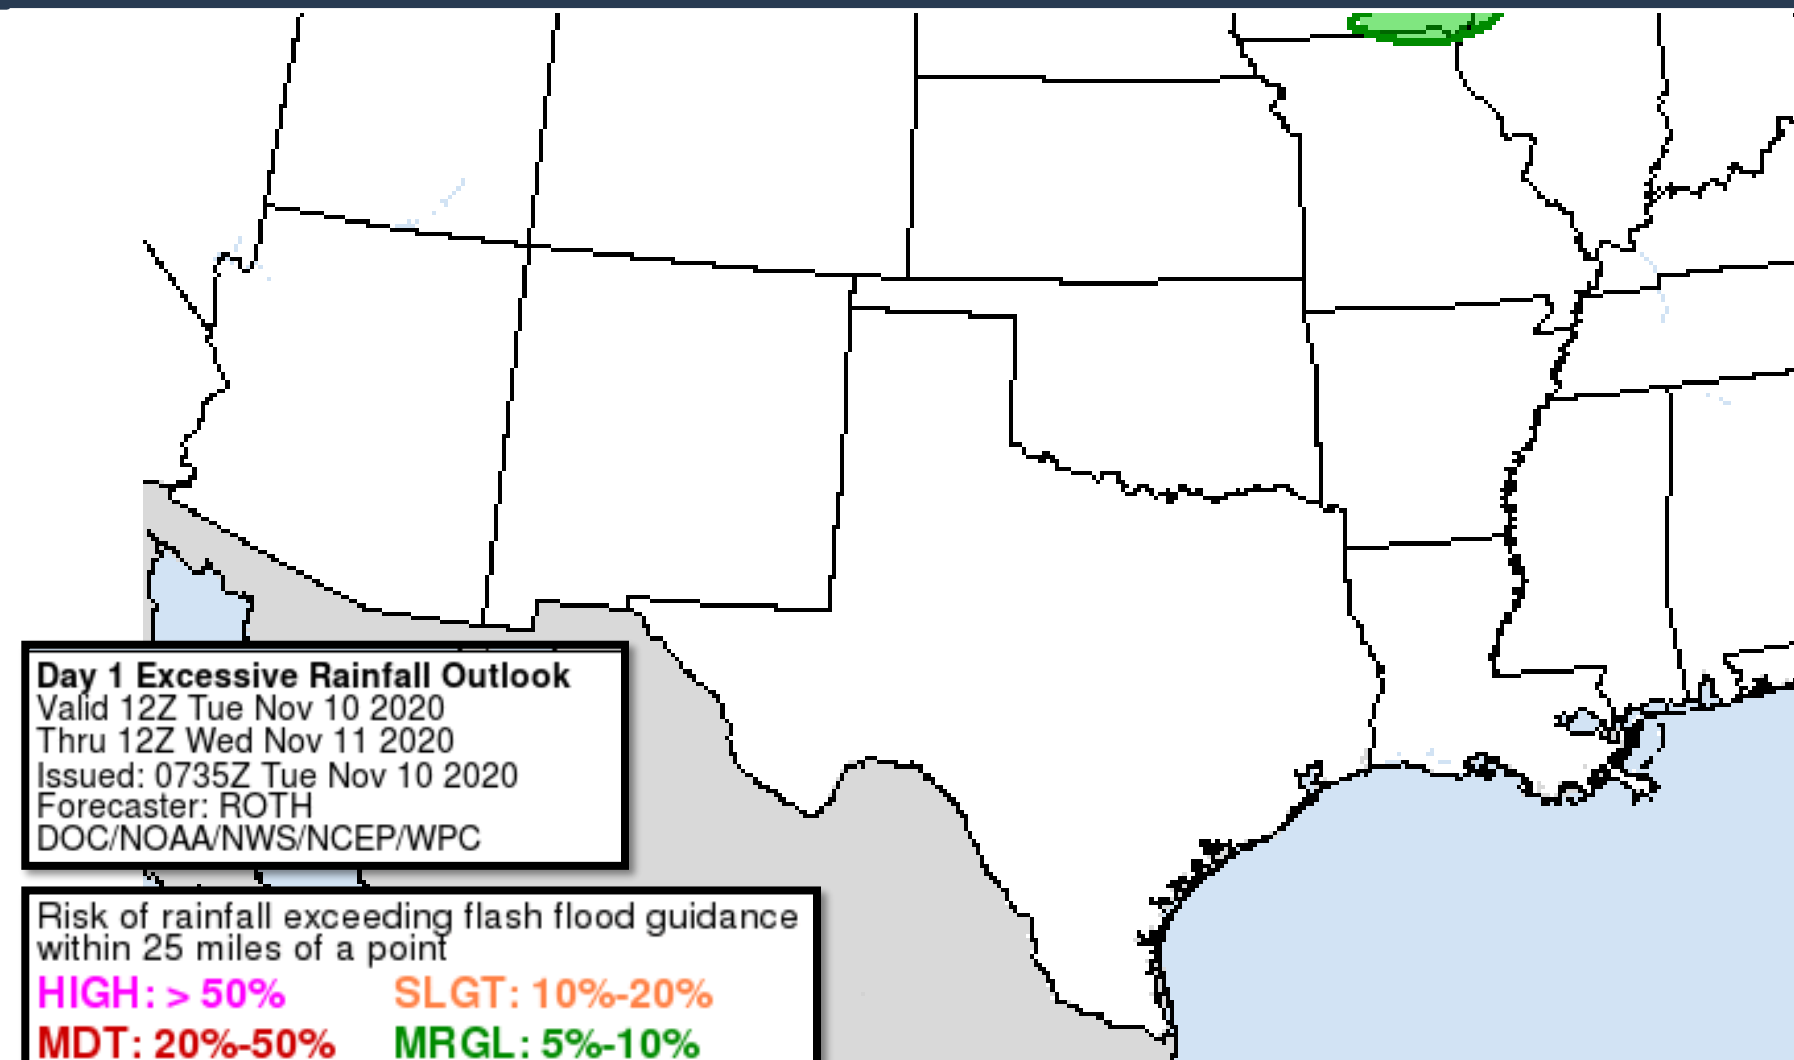 Day 1 Excessive Rainfall Outlook
Valid 12Z Tue Nov 10 2020
Thru 12Z Wed Nov 11 2020
Issued: 0735Z Tue Nov 10 2020
Forecaster: ROTH
DOC/NOAA/NWS/NCEP/WPC
Risk of rainfall exceeding flash flood guidance
within 25 miles of a point
HIGH: > 50% SLGT: 10%-20%
MDT: 20%-50% MRGL: 5%-10%